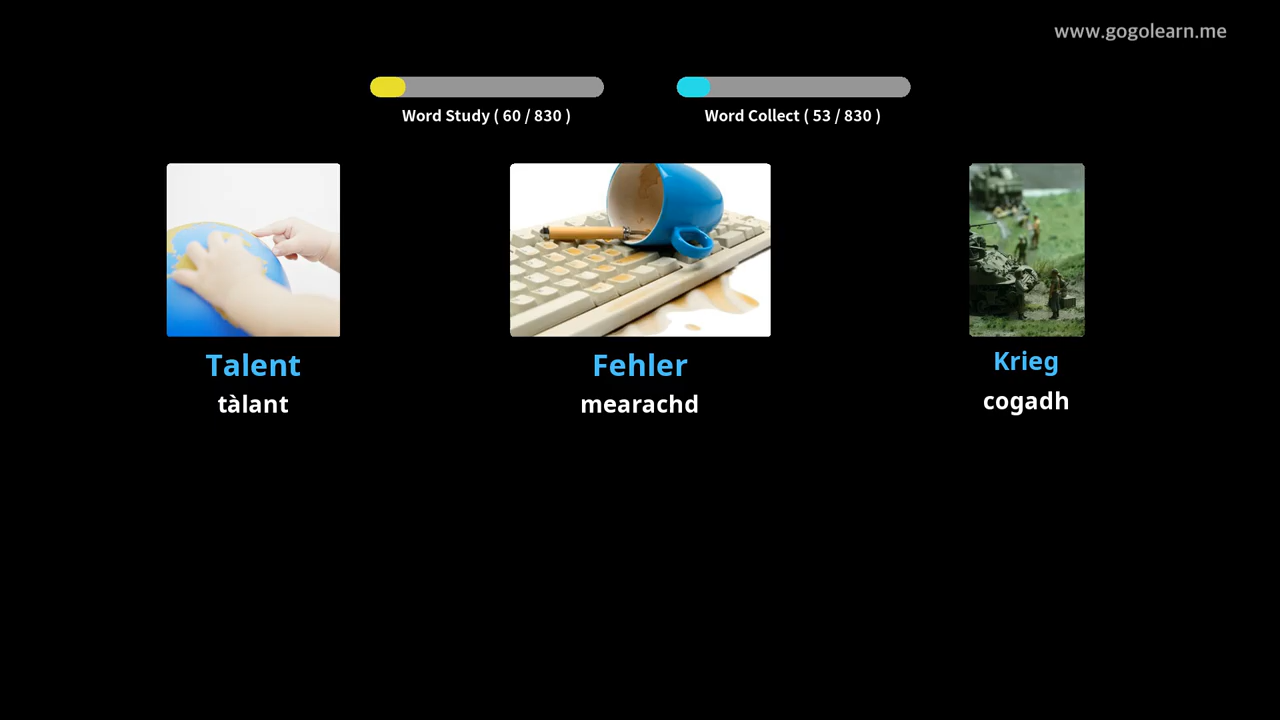 www.gogolearn.me
Word Study ( 60 / 830 )
Word Collect ( 53 / 830 )
Talent
tàlant
Fehler
mearachd
Krieg
cogadh